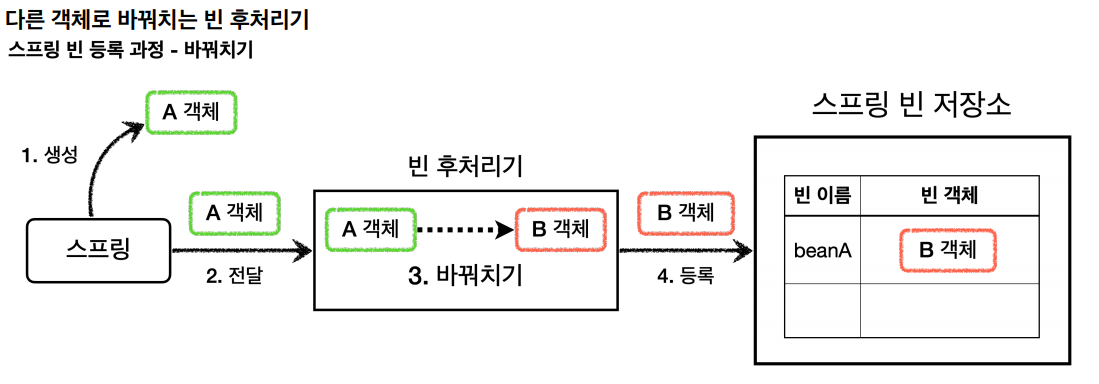 다른 객체로 바꿔치는 빈 후처리기
스프링 빈 등록 과정 - 바꿔치기
A 객체
1. 생성
스프링
A 객체
2. 전달
빈 후처리기
A 객체
B 객체
3. 바꿔치기
B 객체
4. 등록
스프링 빈 저장소
빈 이름 빈 객체
beanA B 객체